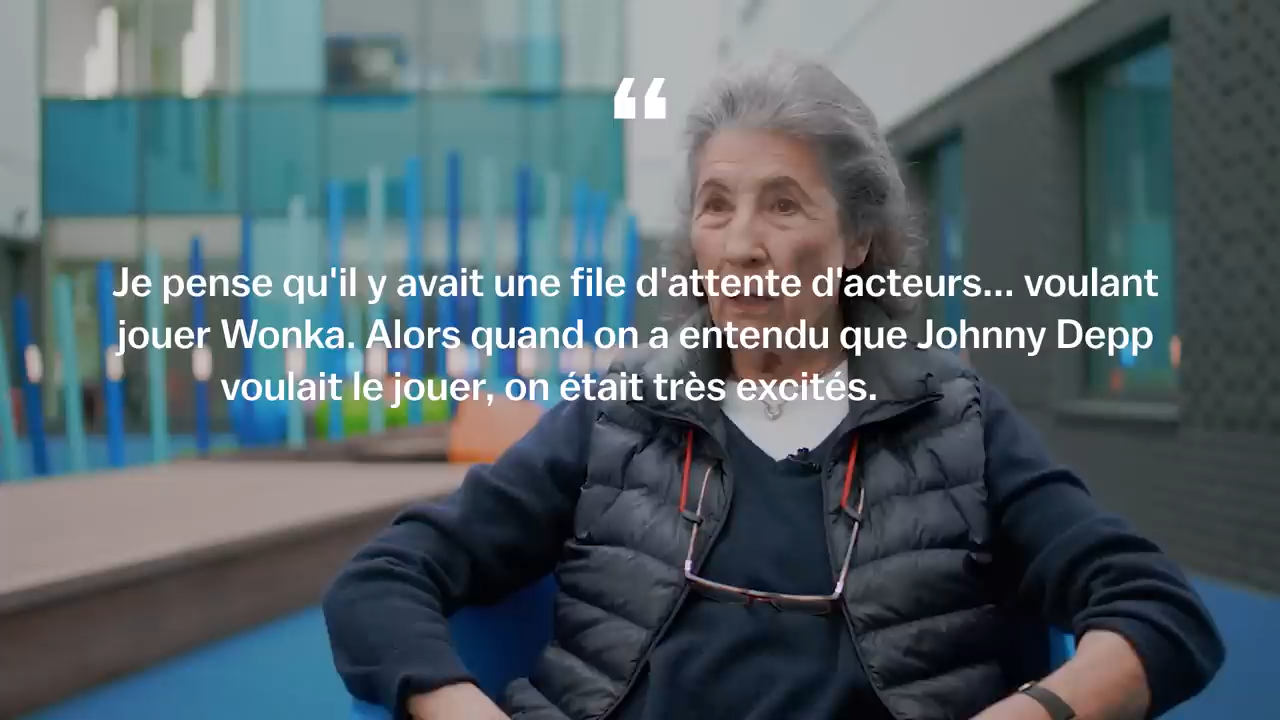 “
Je pense qu'il y avait une file d'attente d'acteurs... voulant
jouer Wonka. Alors quand on a entendu que Johnny Depp
voulait le jouer, on était très excités.